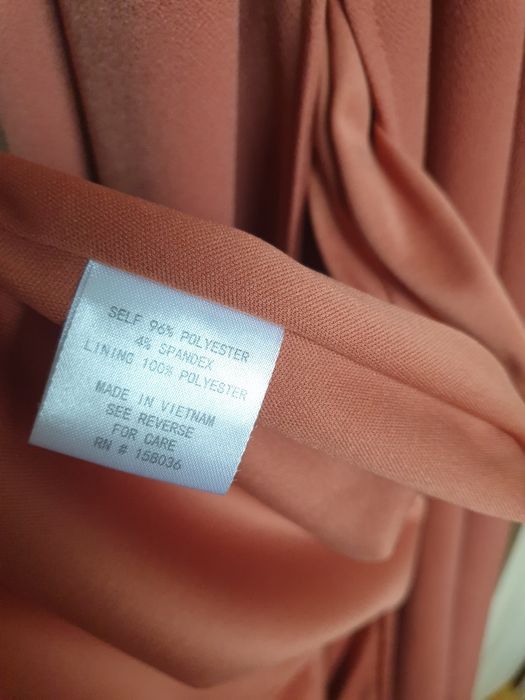 SELF 96% POLYESTER
4% SPANDEX
LINING 100% POLYESTER
MADE IN VIETNAM
SEE REVERSE
FOR CARE
RN # 158036